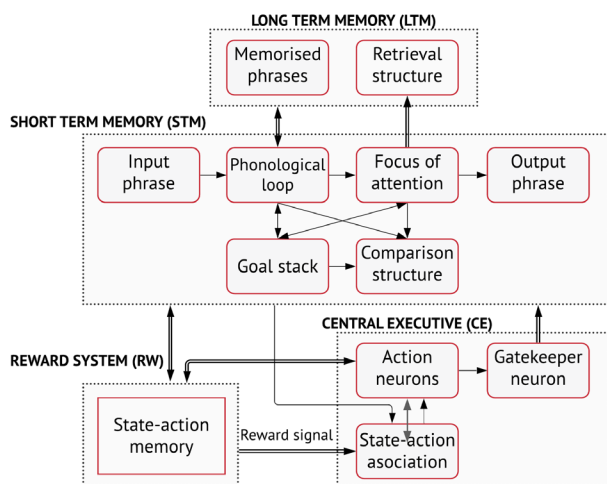 LONG TERM MEMORY (LTM)
Memorised
phrases
Retrieval
structure
SHORT TERM MEMORY (STM)
Input
phrase
Phonological
loop
Focus of
attention
Output
phrase
Goal stack
Comparison
structure
CENTRAL EXECUTIVE (CE)
REWARD SYSTEM (RW)
Action
neurons
Gatekeeper
neuron
State-action
memory
Reward signal
State-action
asociation